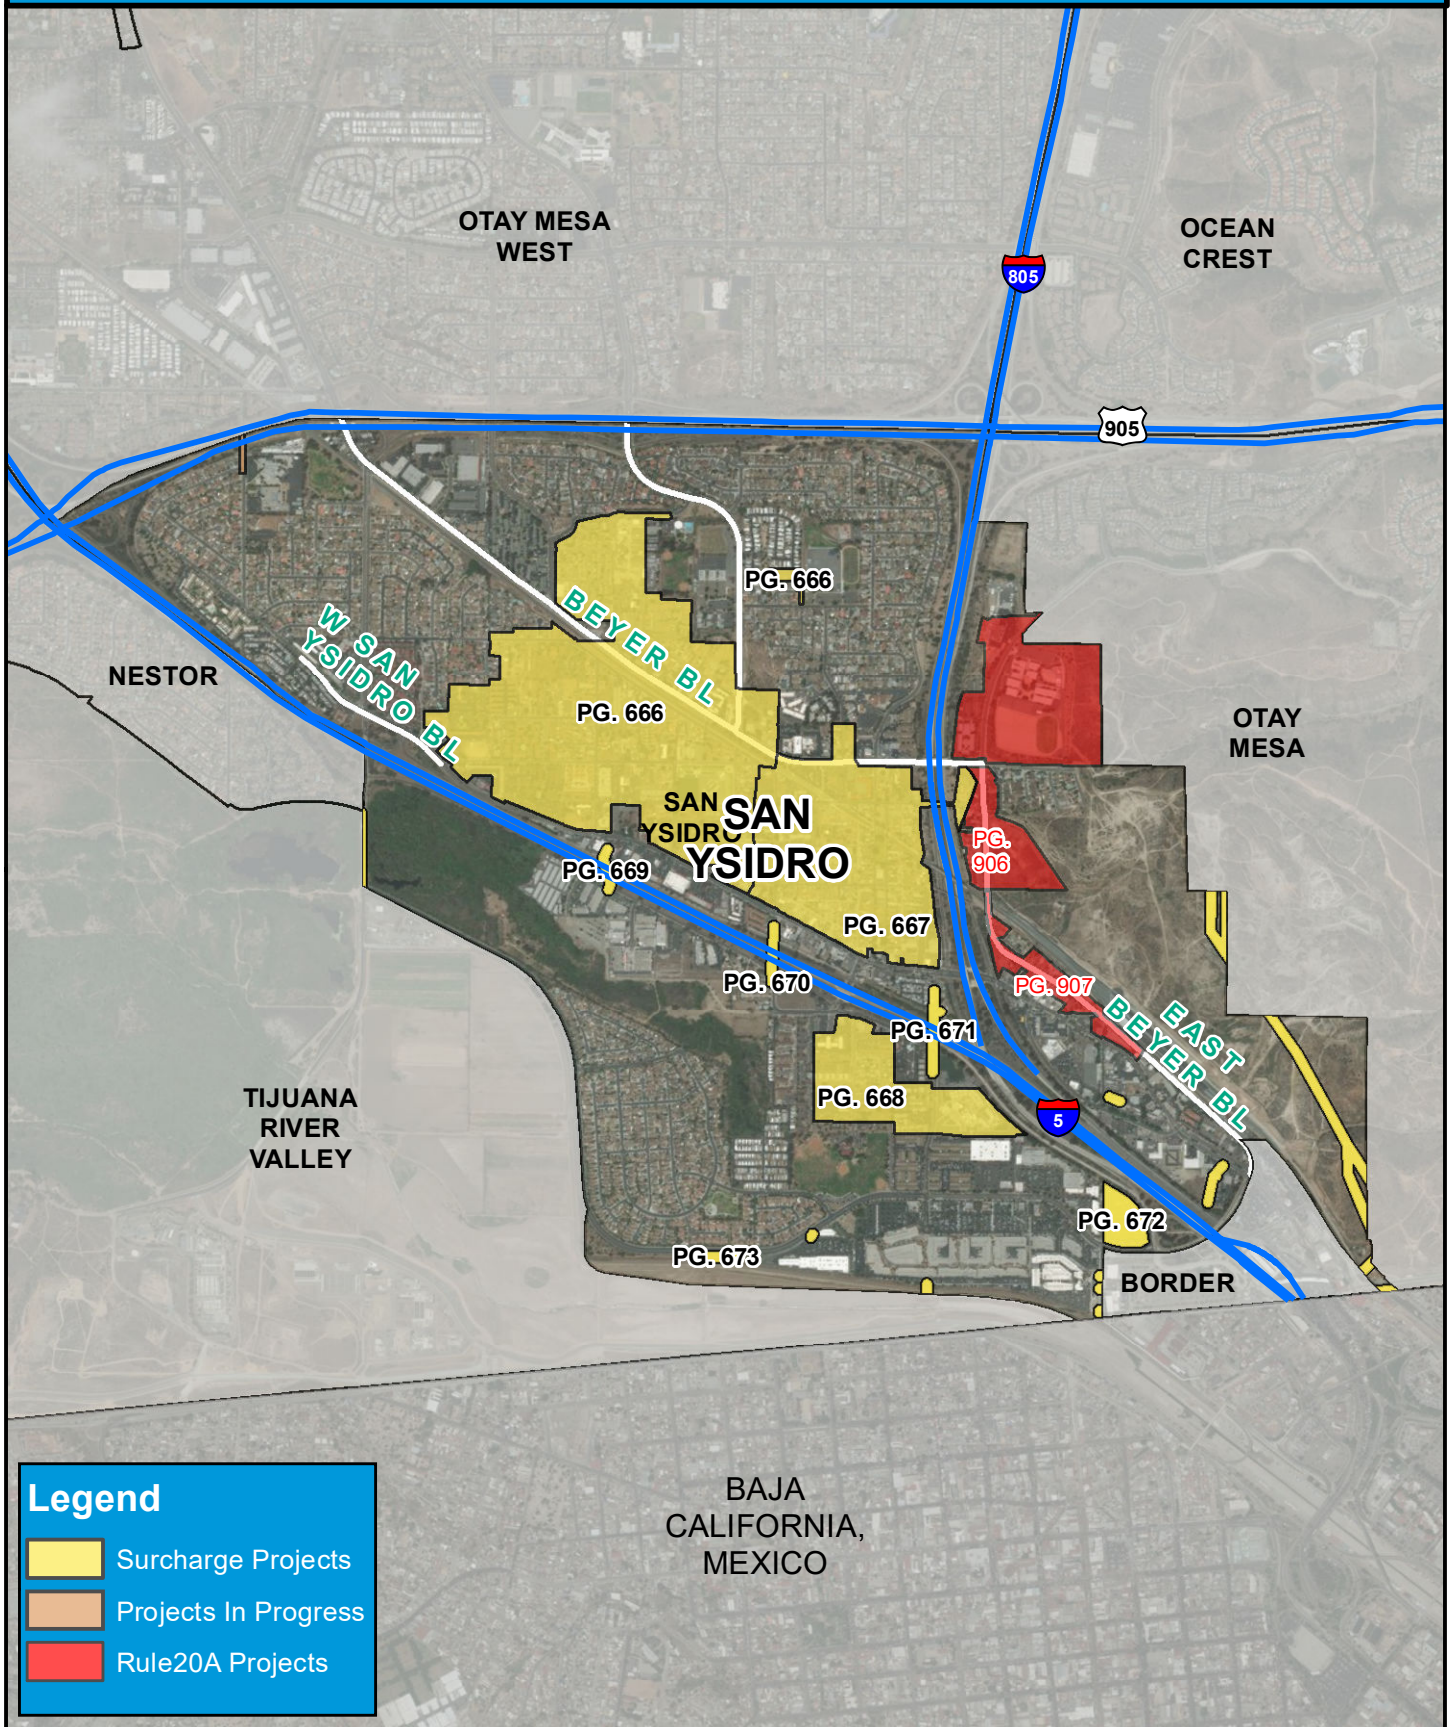 OTAY MESA
WEST
OCEAN
CREST
805
905
PG. 666
BEYER BL
W SAN
YSIDRO BL
NESTOR
PG. 666
OTAY
MESA
SAN
YSIDRO
SAN
YSIDRO
PG.
906
PG. 669
PG. 667
PG. 670
PG. 907
PG. 671
EAST
BEYER BL
PG. 668
5
TIJUANA
RIVER
VALLEY
PG. 672
PG. 673
BORDER
BAJA
CALIFORNIA,
MEXICO
Legend
Surcharge Projects
Projects In Progress
Rule20A Projects